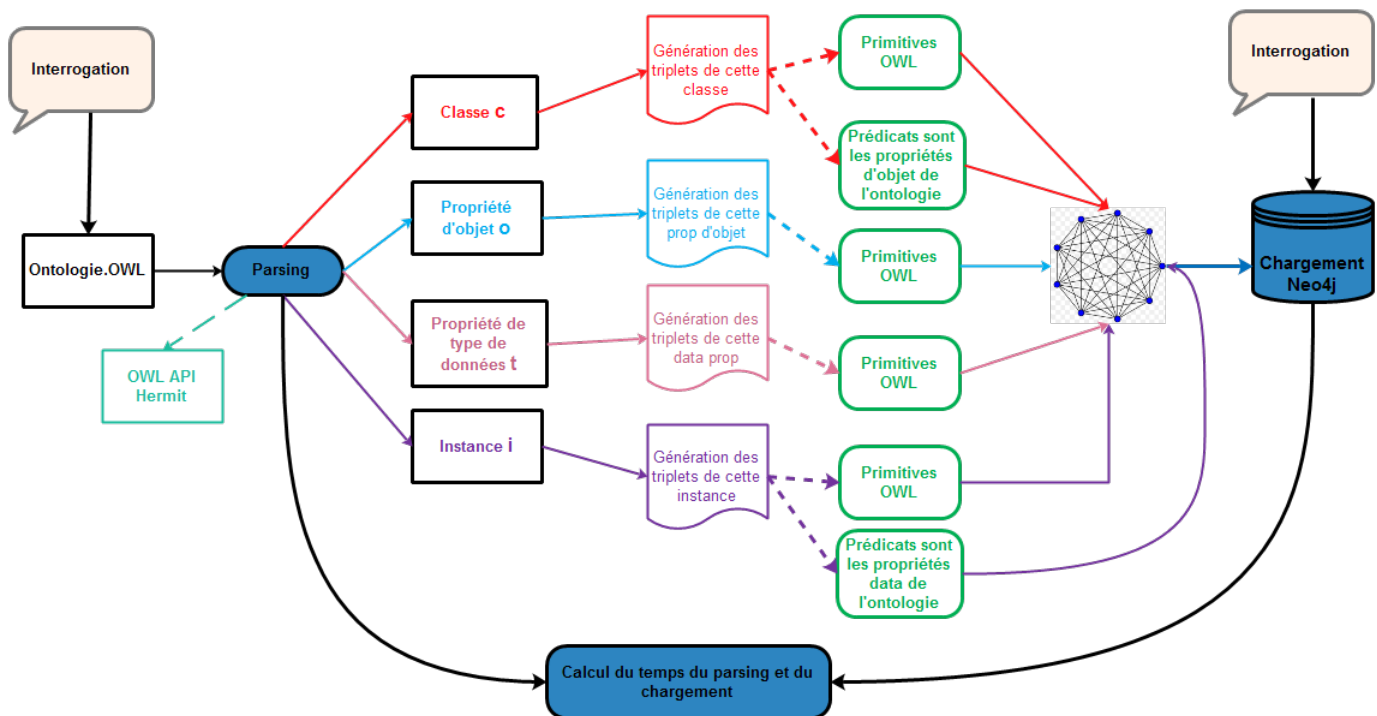 Interrogation
Ontologie.OWL
Parsing
OWL API
Hermit
Classe c
Propriété
d'objet o
Propriété de
type de
données t
Instance i
Génération des
triplets de cette
classe
Génération des
triplets de cette
prop d'objet
Génération des
triplets de cette
data prop
Génération des
triplets de cette
instance
Primitives
OWL
Prédicats sont
les propriétés
d'objet de
l'ontologie
Primitives
OWL
Primitives
OWL
Primitives
OWL
Prédicats sont
les propriétés
data de
l'ontologie
Interrogation
Chargement
Neo4j
Calcul du temps du parsing et du
chargement